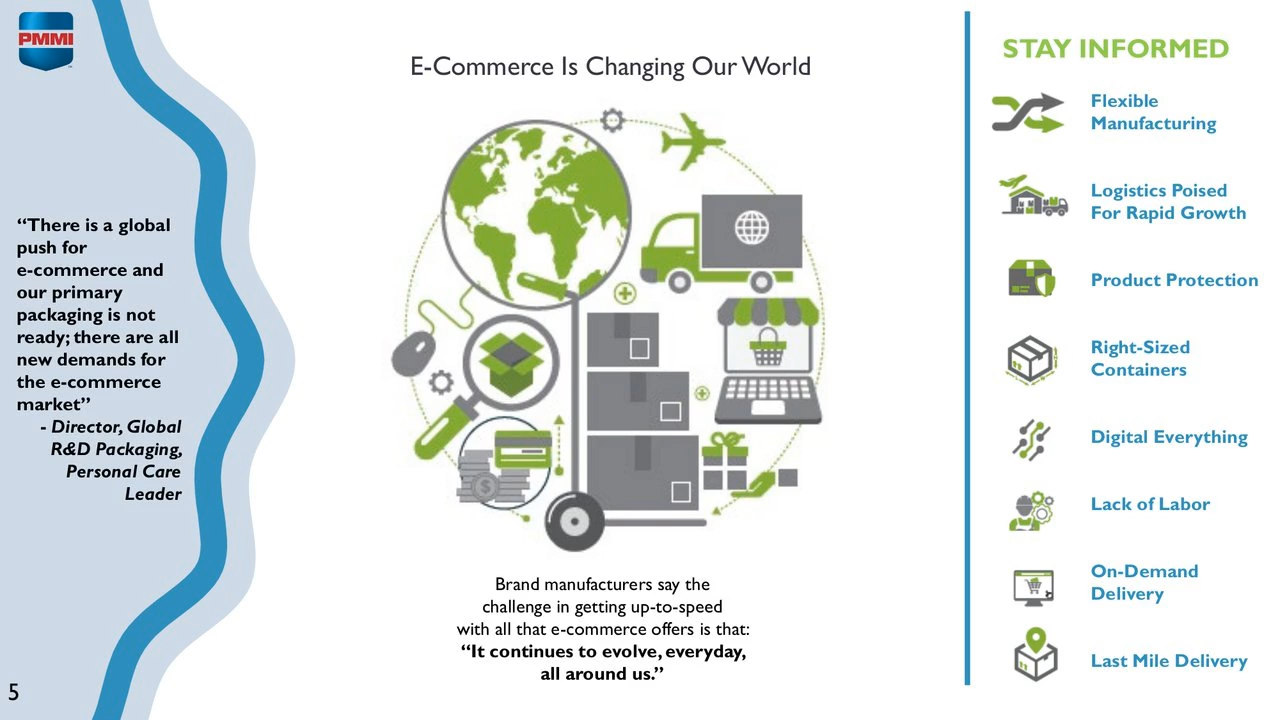 PMMI
“There is a global
push for
e-commerce and
our primary
packaging is not
ready; there are all
new demands for
the e-commerce
market”
- Director, Global
R&D Packaging,
Personal Care
Leader
5
E-Commerce Is Changing Our World
$
Brand manufacturers say the
challenge in getting up-to-speed
with all that e-commerce offers is that:
“It continues to evolve, everyday,
all around us.”
STAY INFORMED
Flexible
Manufacturing
Logistics Poised
For Rapid Growth
Product Protection
Right-Sized
Containers
Digital Everything
Lack of Labor
On-Demand
Delivery
Last Mile Delivery